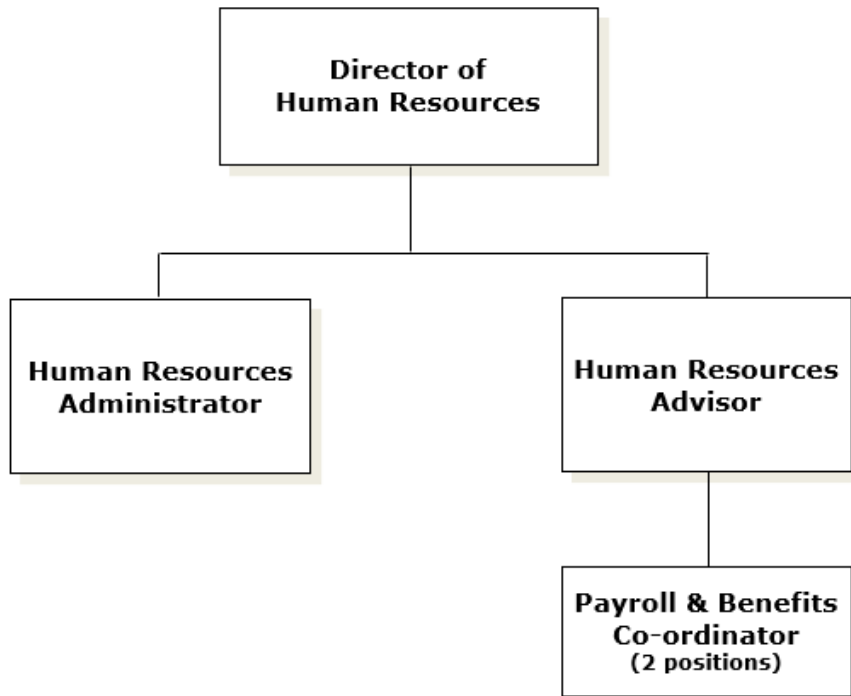 Director of
Human Resources
Human Resources
Administrator
Human Resources
Advisor
Payroll & Benefits
Co-ordinator
(2 positions)